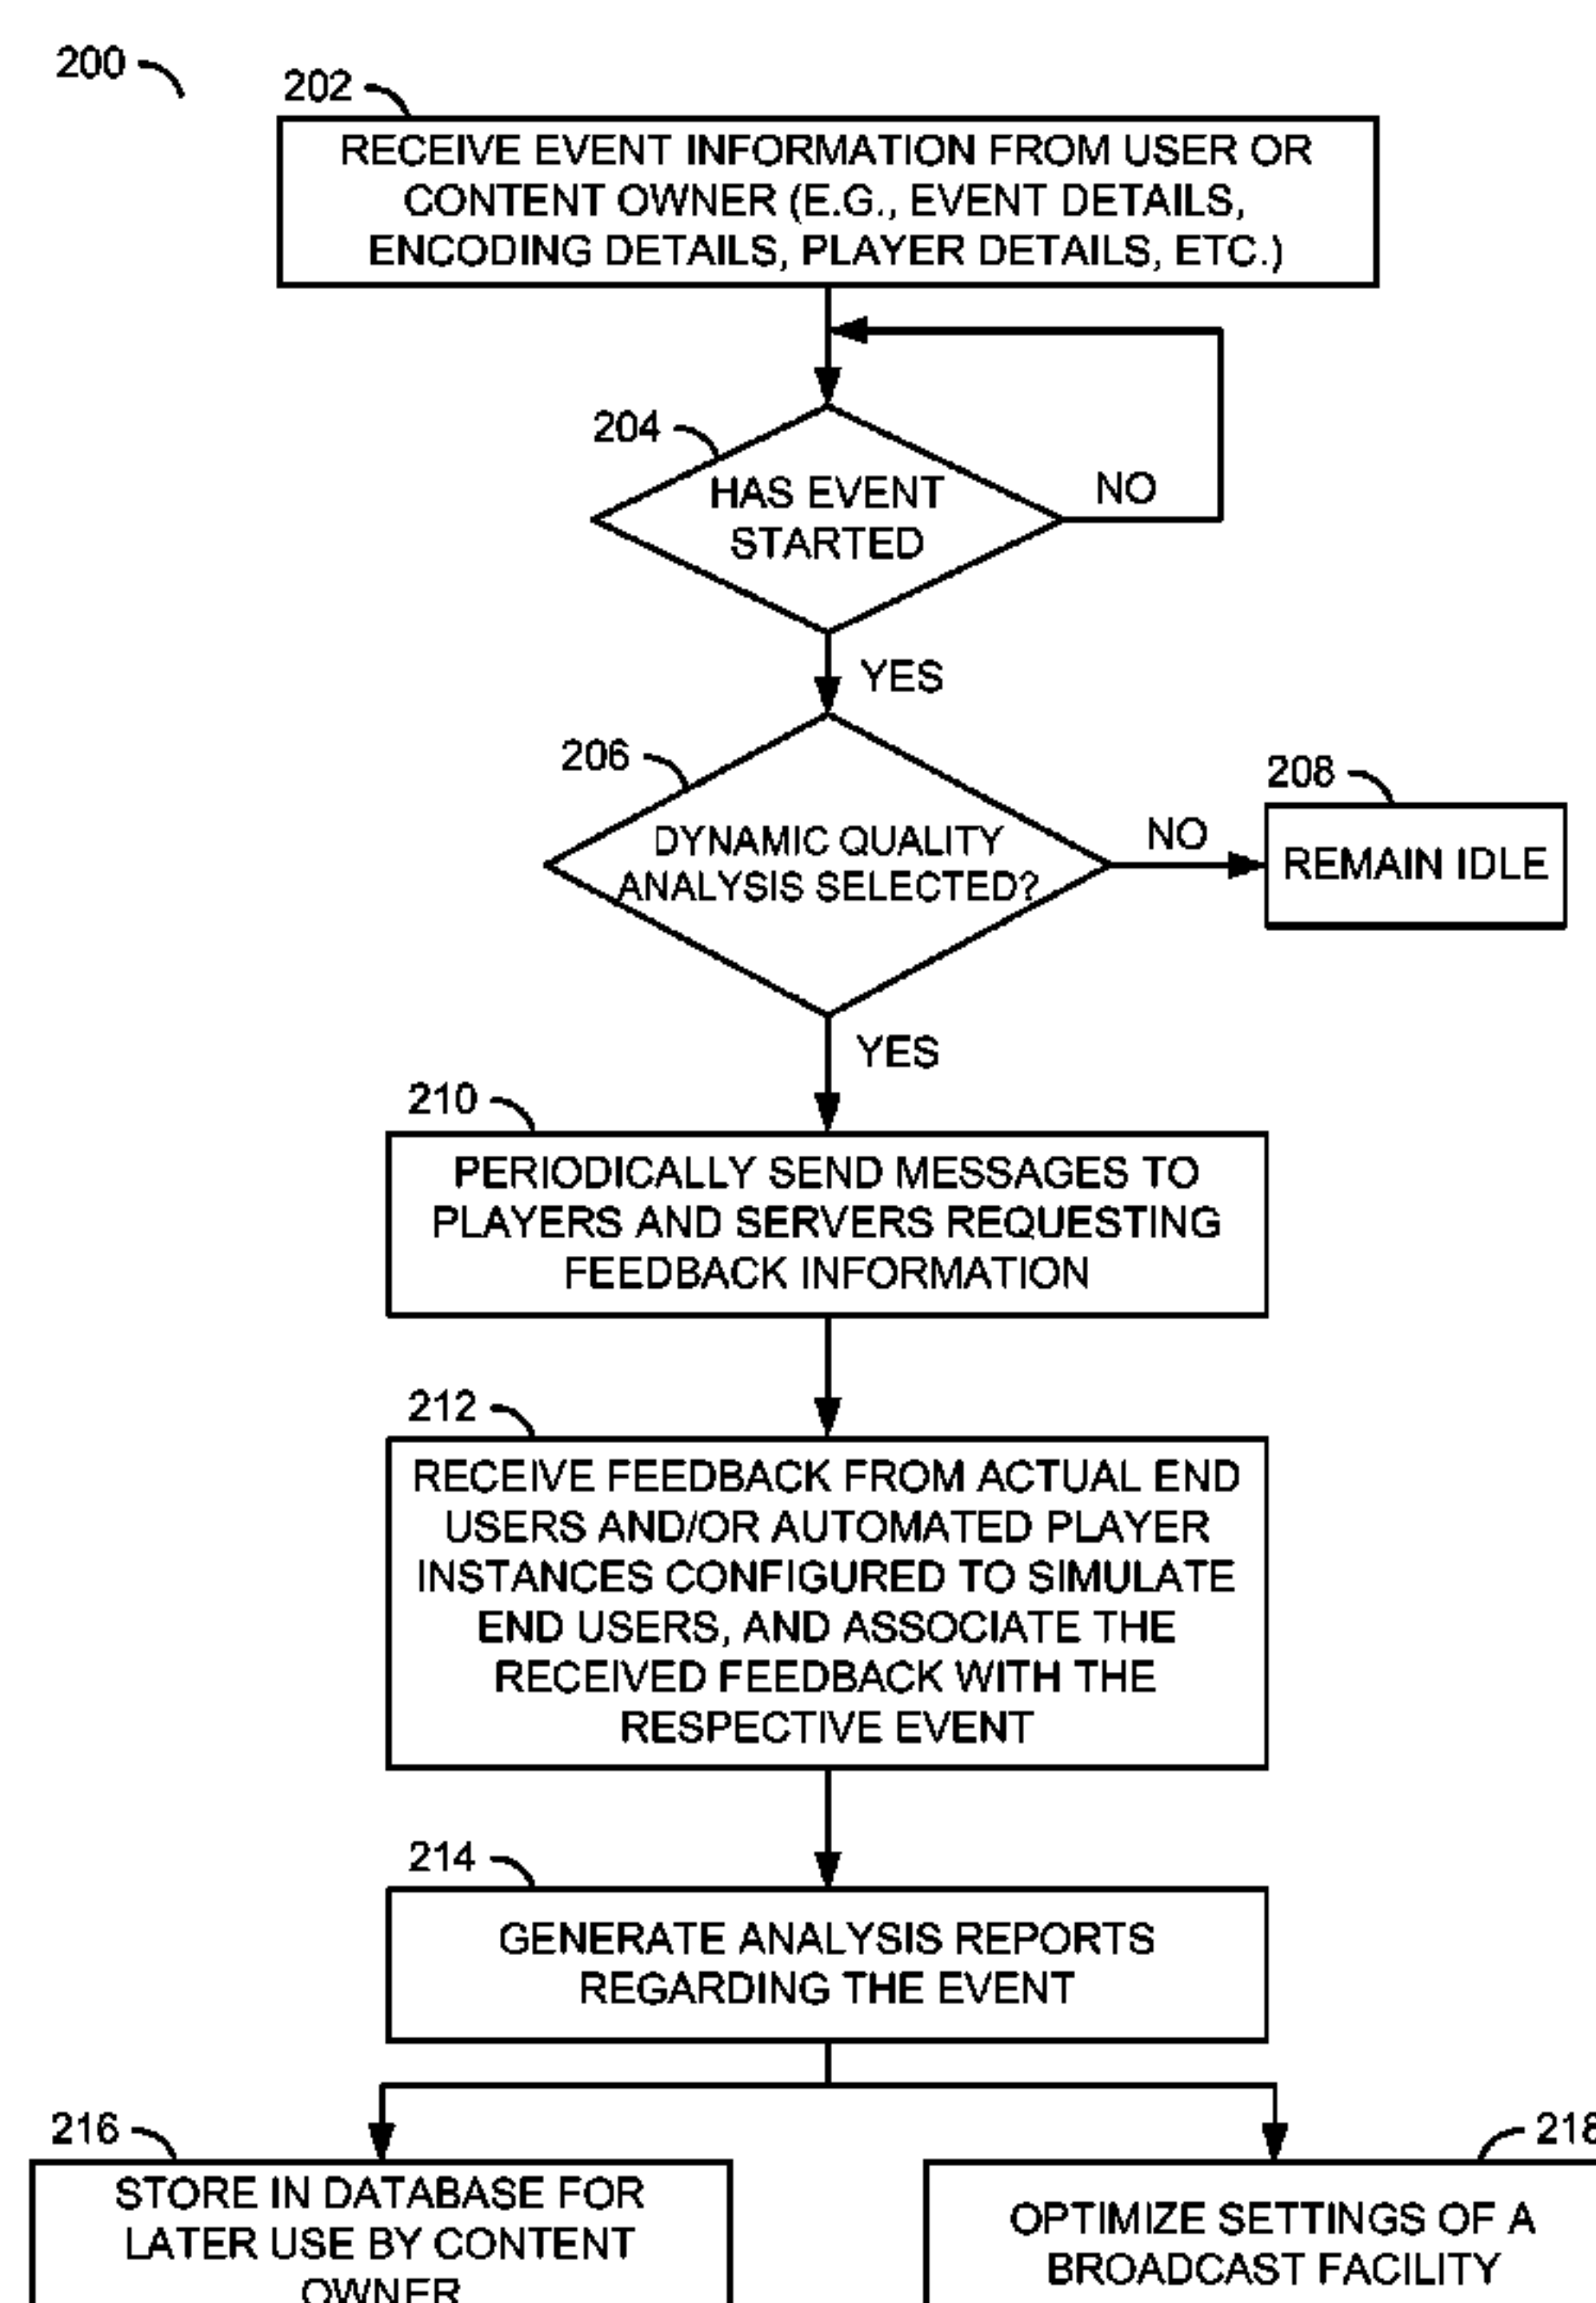 200
202
RECEIVE EVENT INFORMATION FROM USER OR
CONTENT OWNER (E.G., EVENT DETAILS,
ENCODING DETAILS, PLAYER DETAILS, ETC.)
204
HAS EVENT
STARTED
NO
YES
206
DYNAMIC QUALITY
ANALYSIS SELECTED?
NO
208
REMAIN IDLE
YES
210
PERIODICALLY SEND MESSAGES TO
PLAYERS AND SERVERS REQUESTING
FEEDBACK INFORMATION
212
RECEIVE FEEDBACK FROM ACTUAL END
USERS AND/OR AUTOMATED PLAYER
INSTANCES CONFIGURED TO SIMULATE
END USERS, AND ASSOCIATE THE
RECEIVED FEEDBACK WITH THE
RESPECTIVE EVENT
214
GENERATE ANALYSIS REPORTS
REGARDING THE EVENT
216
STORE IN DATABASE FOR
LATER USE BY CONTENT
OWNER
218
OPTIMIZE SETTINGS OF A
BROADCAST FACILITY